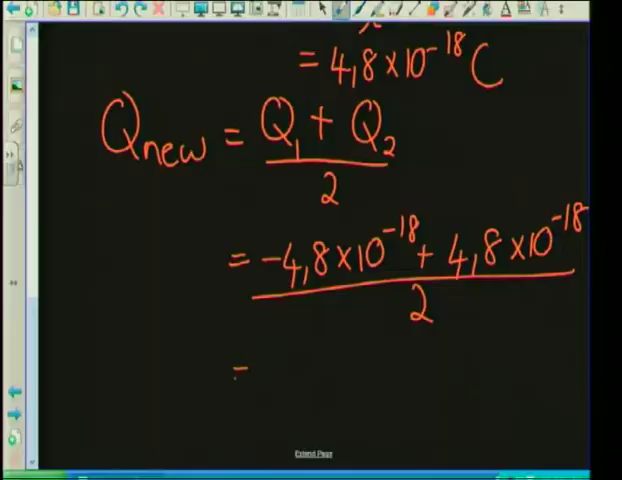 = 4,8×10⁻¹⁸ C
Qnew = Q₁ + Q₂
2
= -4,8×10⁻¹⁸ + 4,8×10⁻¹⁸
2
=
Extend Page